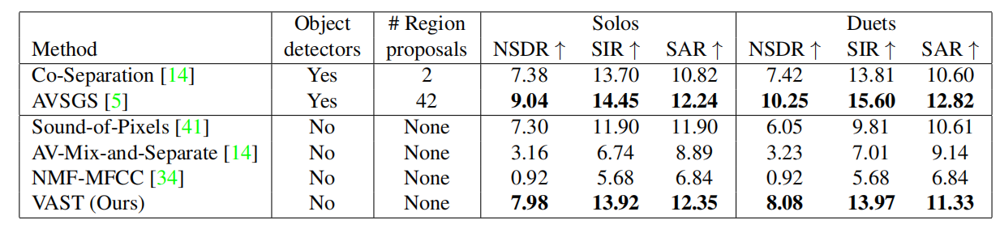 Object # Region Solos Duets
Method detectors proposals NSDR ↑ SIR ↑ SAR ↑ NSDR ↑ SIR ↑ SAR ↑
Co-Separation [14] Yes 2 7.38 13.70 10.82 7.42 13.81 10.60
AVSGS [5] Yes 42 9.04 14.45 12.24 10.25 15.60 12.82
Sound-of-Pixels [41] No None 7.30 11.90 11.90 6.05 9.81 10.61
AV-Mix-and-Separate [14] No None 3.16 6.74 8.89 3.23 7.01 9.14
NMF-MFCC [34] No None 0.92 5.68 6.84 0.92 5.68 6.84
VAST (Ours) No None 7.98 13.92 12.35 8.08 13.97 11.33